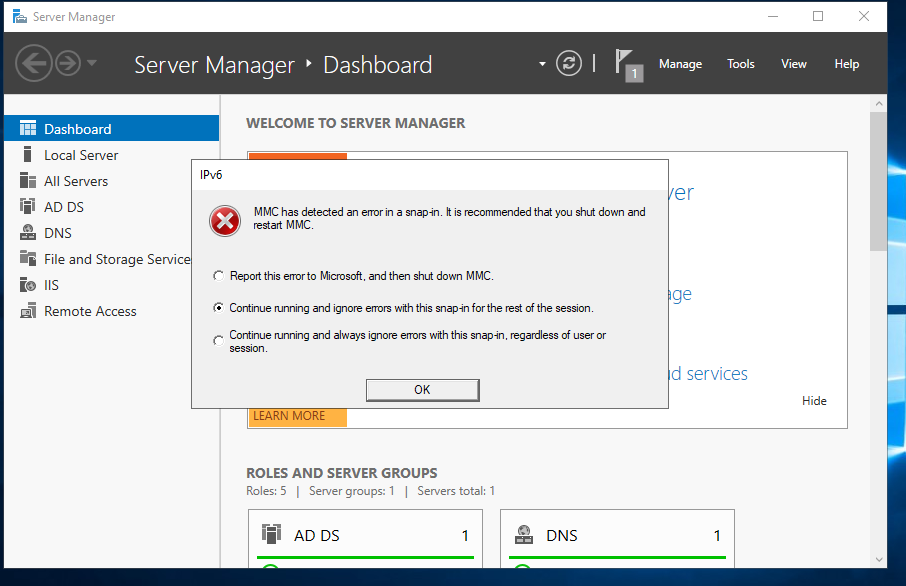 Server Manager
Server Manager ‣ Dashboard
1
Manage
Tools
View
Help
Dashboard
Local Server
All Servers
AD DS
DNS
File and Storage Service
IIS
Remote Access
WELCOME TO SERVER MANAGER
IPv6
MMC has detected an error in a snap-in. It is recommended that you shut down and
restart MMC.
Report this error to Microsoft, and then shut down MMC.
Continue running and ignore errors with this snap-in for the rest of the session.
Continue running and always ignore errors with this snap-in, regardless of user or
session.
OK
services
Hide
LEARN MORE
ROLES AND SERVER GROUPS
Roles: 5 | Server groups: 1 | Servers total: 1
AD DS 1
DNS 1